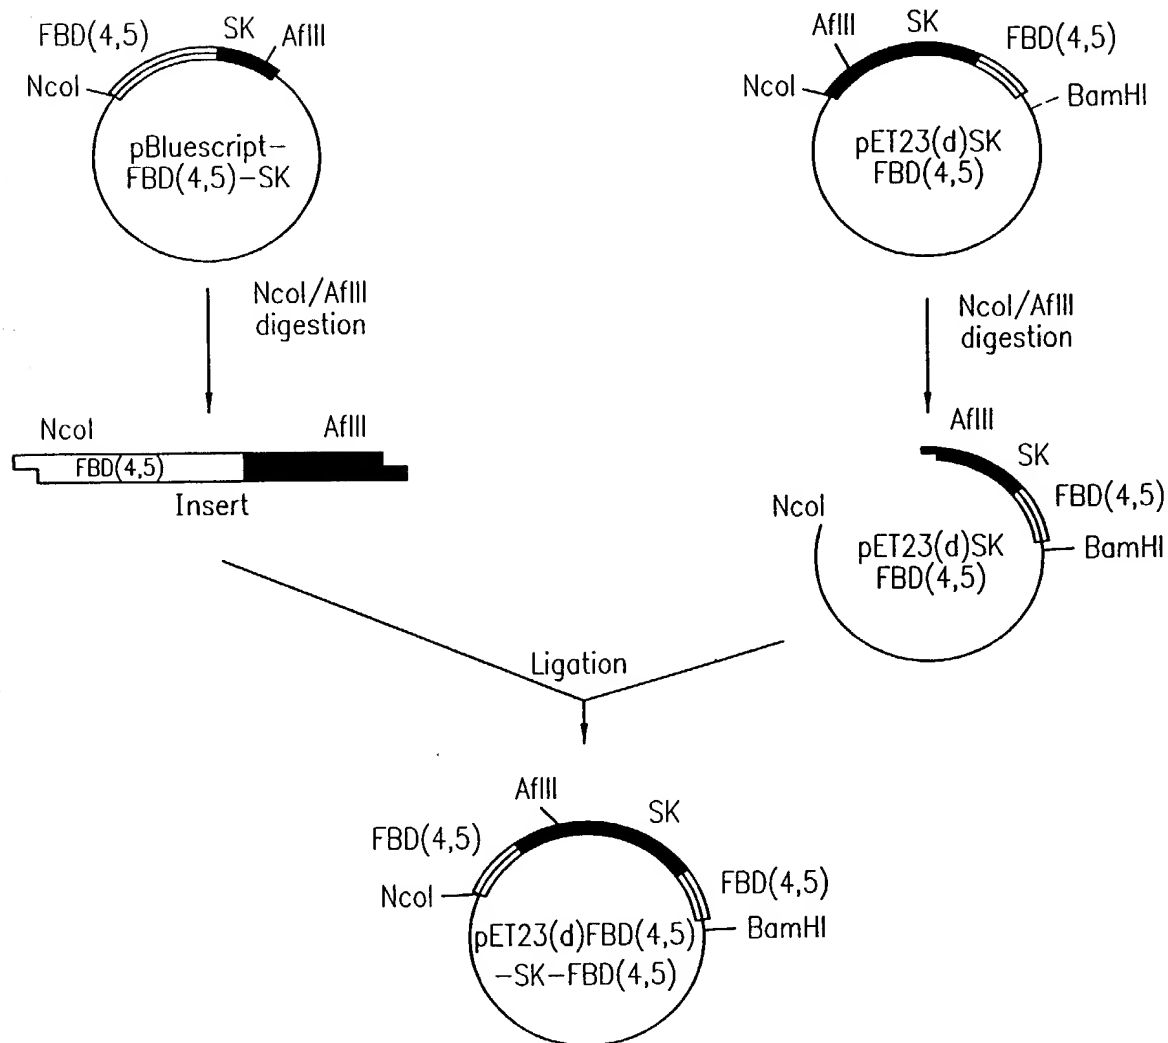 FBD(4,5)
SK
AflII
NcoI
pBluescript–
FBD(4,5)–SK
AflII
SK
FBD(4,5)
NcoI
BamHI
pET23(d)SK
FBD(4,5)
NcoI/AflII
digestion
NcoI/AflII
digestion
NcoI
AflII
FBD(4,5)
Insert
AflII
SK
FBD(4,5)
NcoI
BamHI
pET23(d)SK
FBD(4,5)
Ligation
AflII
SK
FBD(4,5)
FBD(4,5)
NcoI
BamHI
pET23(d)FBD(4,5)
–SK–FBD(4,5)